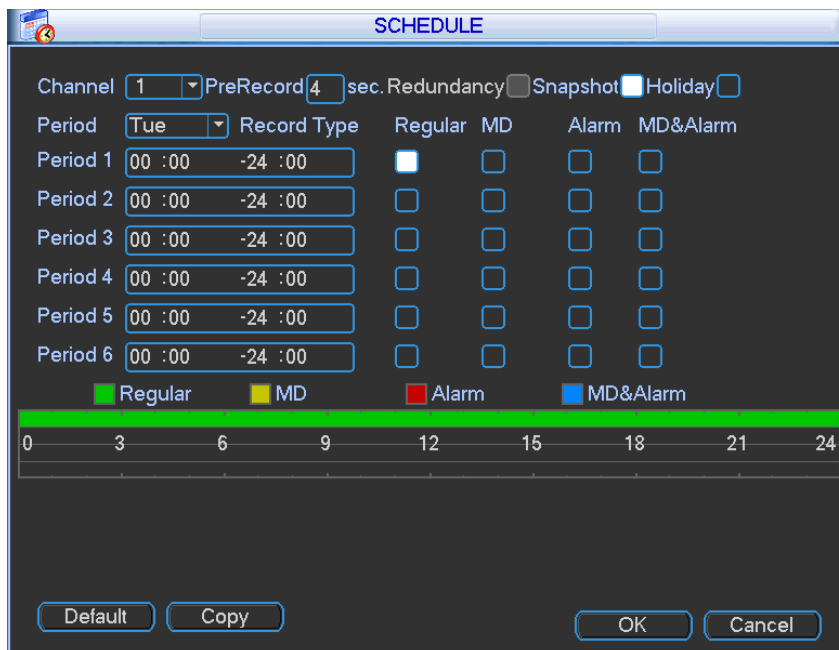 SCHEDULE
Channel 1 PreRecord 4 sec. Redundancy Snapshot Holiday
Period Tue Record Type Regular MD Alarm MD&Alarm
Period 1 00 :00 -24 :00
Period 2 00 :00 -24 :00
Period 3 00 :00 -24 :00
Period 4 00 :00 -24 :00
Period 5 00 :00 -24 :00
Period 6 00 :00 -24 :00
Regular MD Alarm MD&Alarm
0 3 6 9 12 15 18 21 24
Default Copy OK Cancel